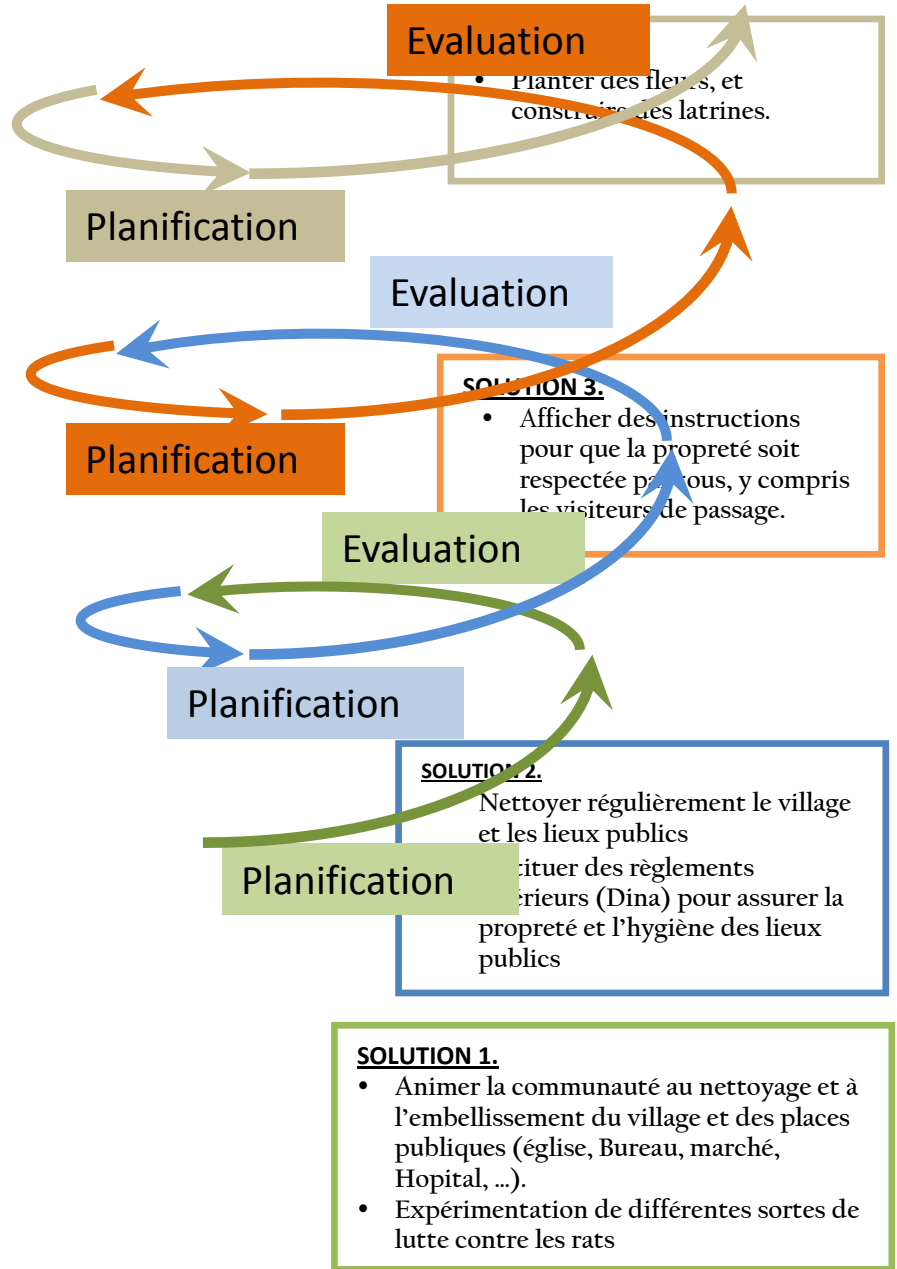 Evaluation
• Planter des fleurs, et
construire des latrines.
Planification
Evaluation
SOLUTION 3.
• Afficher des instructions
pour que la propreté soit
respectée par tous, y compris
les visiteurs de passage.
Planification
Evaluation
Planification
SOLUTION 2.
Nettoyer régulièrement le village
et les lieux publics
tituer des règlements
érieurs (Dina) pour assurer la
propreté et l'hygiène des lieux
publics
Planification
SOLUTION 1.
• Animer la communauté au nettoyage et à
l'embellissement du village et des places
publiques (église, Bureau, marché,
Hopital, ...).
• Expérimentation de différentes sortes de
lutte contre les rats